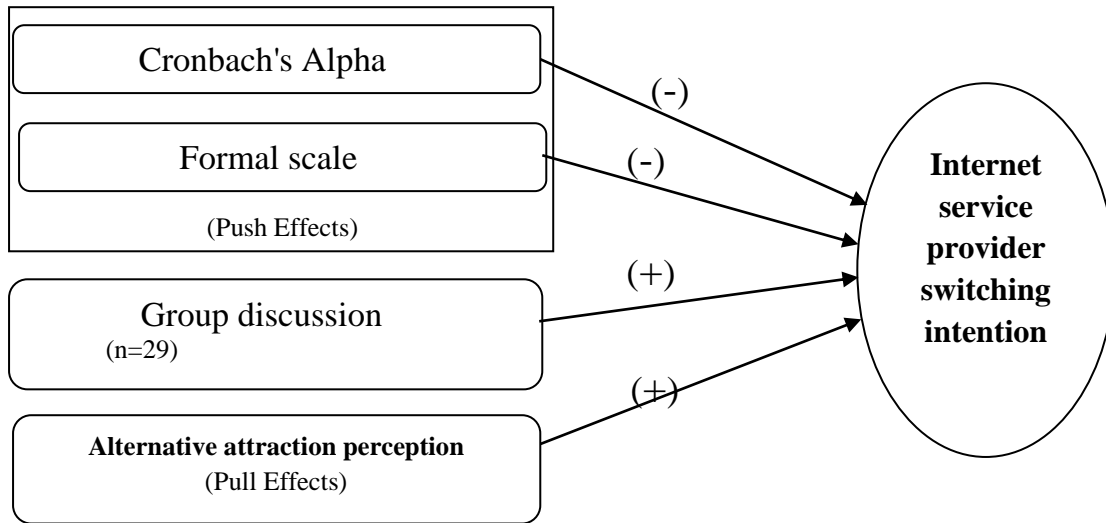 Cronbach's Alpha
(-)
Formal scale
(-)
(Push Effects)
Group discussion
(n=29)
(+)
Alternative attraction perception
(Pull Effects)
(+)
Internet
service
provider
switching
intention